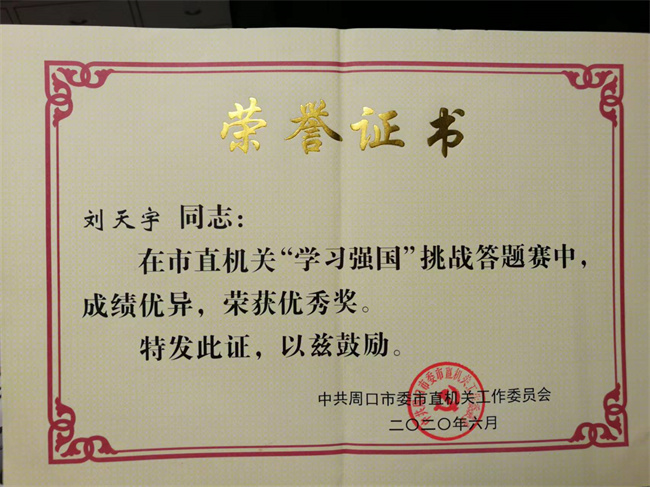 荣誉证书
刘天宇 同志：
在市直机关“学习强国”挑战答题赛中，
成绩优异，荣获优秀奖。
特发此证，以兹鼓励。
中共周口市委市直机关工作委员会
二〇二〇年六月